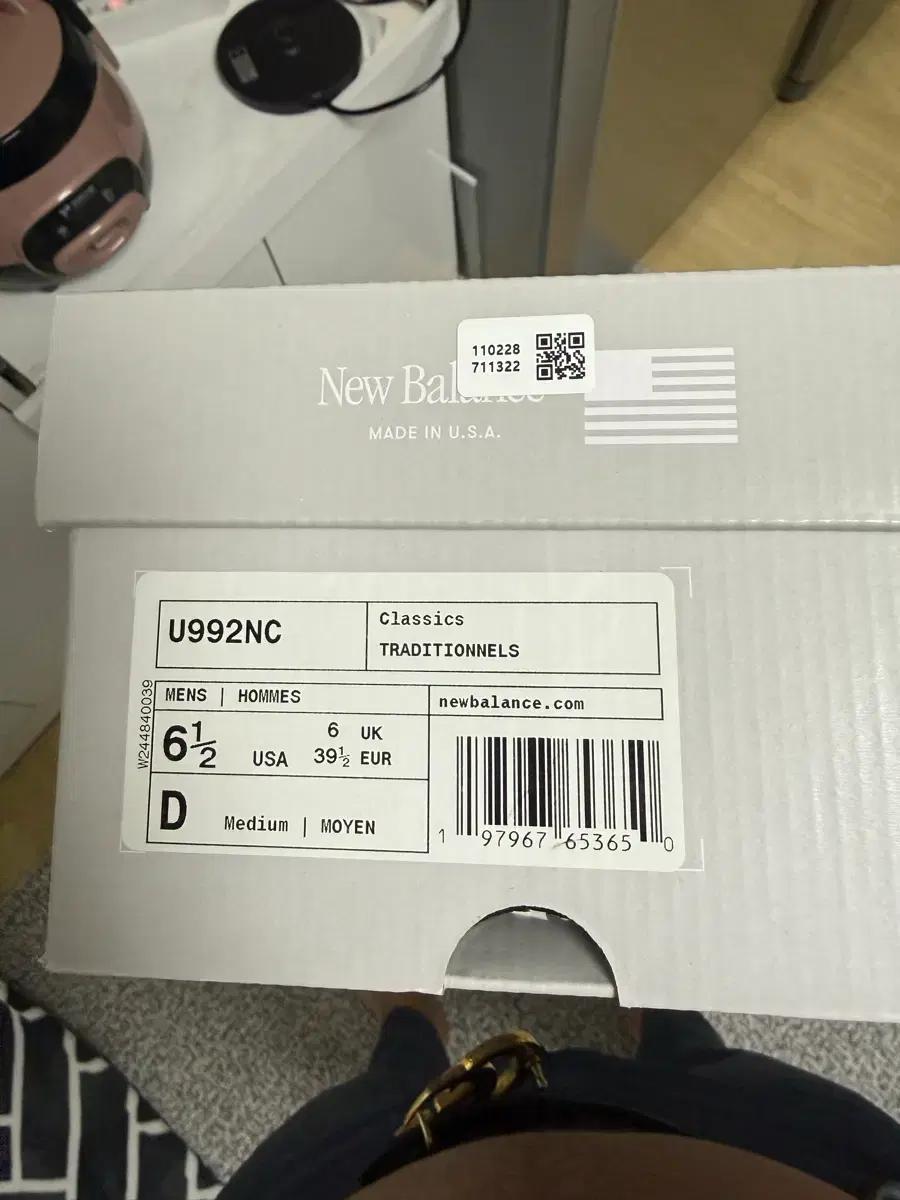 110228
711322
New Balance
MADE IN U.S.A.
U992NC
Classics
TRADITIONNELS
MENS | HOMMES
newbalance.com
6½ USA
6 UK
39½ EUR
D Medium | MOYEN
W244840039
1 97967 65365 0